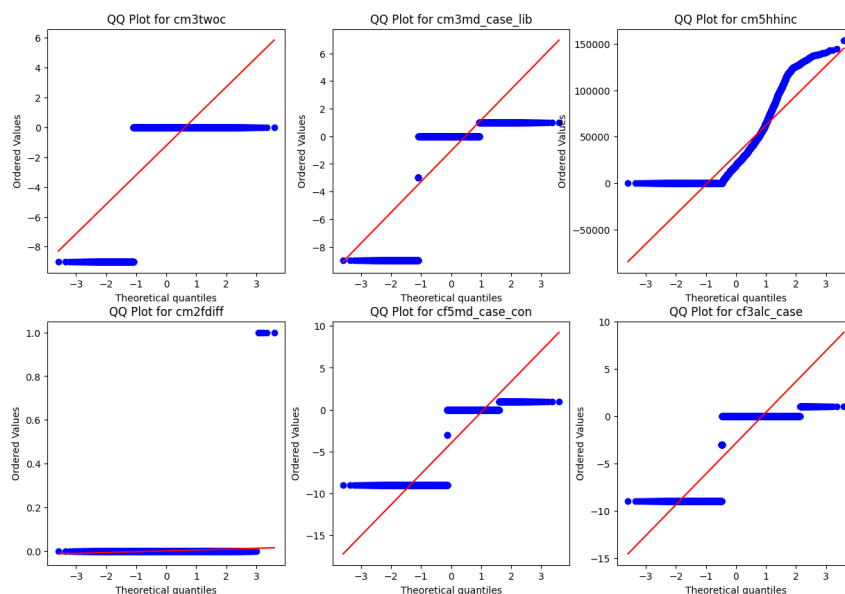 QQ Plot for cm3twoc
6
4
2
0
−2
−4
−6
−8
Ordered Values
−3 −2 −1 0 1 2 3
Theoretical quantiles
QQ Plot for cm3md_case_lib
6
4
2
0
−2
−4
−6
−8
Ordered Values
−3 −2 −1 0 1 2 3
Theoretical quantiles
QQ Plot for cm5hhinc
150000
100000
50000
0
−50000
Ordered Values
−3 −2 −1 0 1 2 3
Theoretical quantiles
QQ Plot for cm2fdiff
1.0
0.8
0.6
0.4
0.2
0.0
Ordered Values
−3 −2 −1 0 1 2 3
Theoretical quantiles
QQ Plot for cf5md_case_con
10
5
0
−5
−10
−15
Ordered Values
−3 −2 −1 0 1 2 3
Theoretical quantiles
QQ Plot for cf3alc_case
10
5
0
−5
−10
−15
Ordered Values
−3 −2 −1 0 1 2 3
Theoretical quantiles